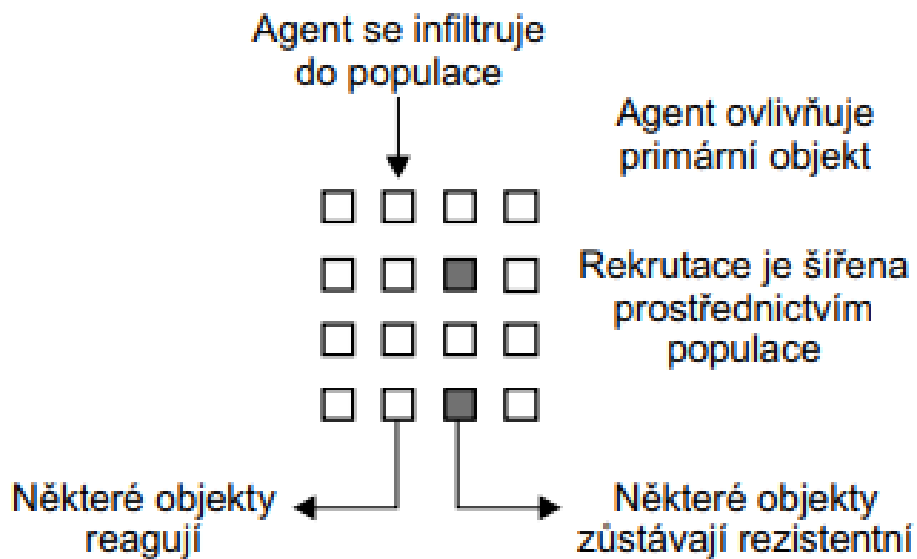 Agent se infiltruje
do populace
Agent ovlivňuje
primární objekt
Rekrutace je šířena
prostřednictvím
populace
Některé objekty
reagují
Některé objekty
zůstávají rezistentní